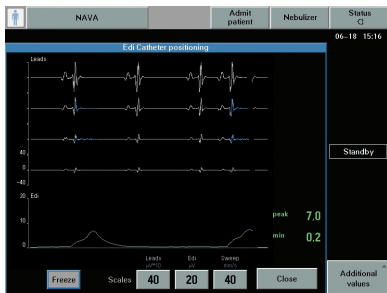 NAVA
Admit patient
Nebulizer
Status
06-18 15:16
Edi Catheter positioning
Leads
40
0
-40
20
Edi
10
0
peak 7.0
min 0.2
Standby
Leads
µV*10
Edi
µV
Sweep
mm/s
Freeze
Scales
40
20
40
Close
Additional values